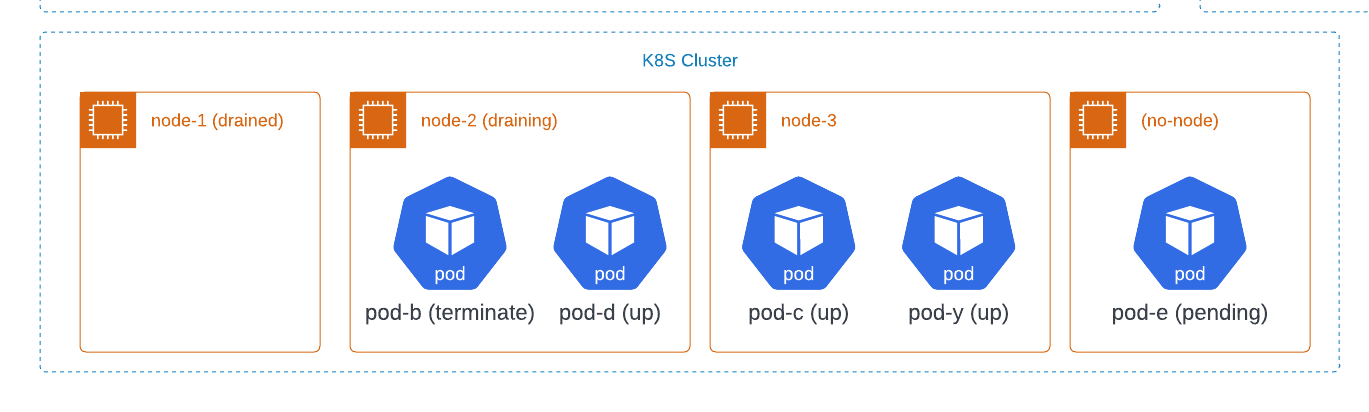 K8S Cluster
node-1 (drained)
node-2 (draining)
node-3
(no-node)
pod
pod
pod
pod
pod
pod-b (terminate)
pod-d (up)
pod-c (up)
pod-y (up)
pod-e (pending)